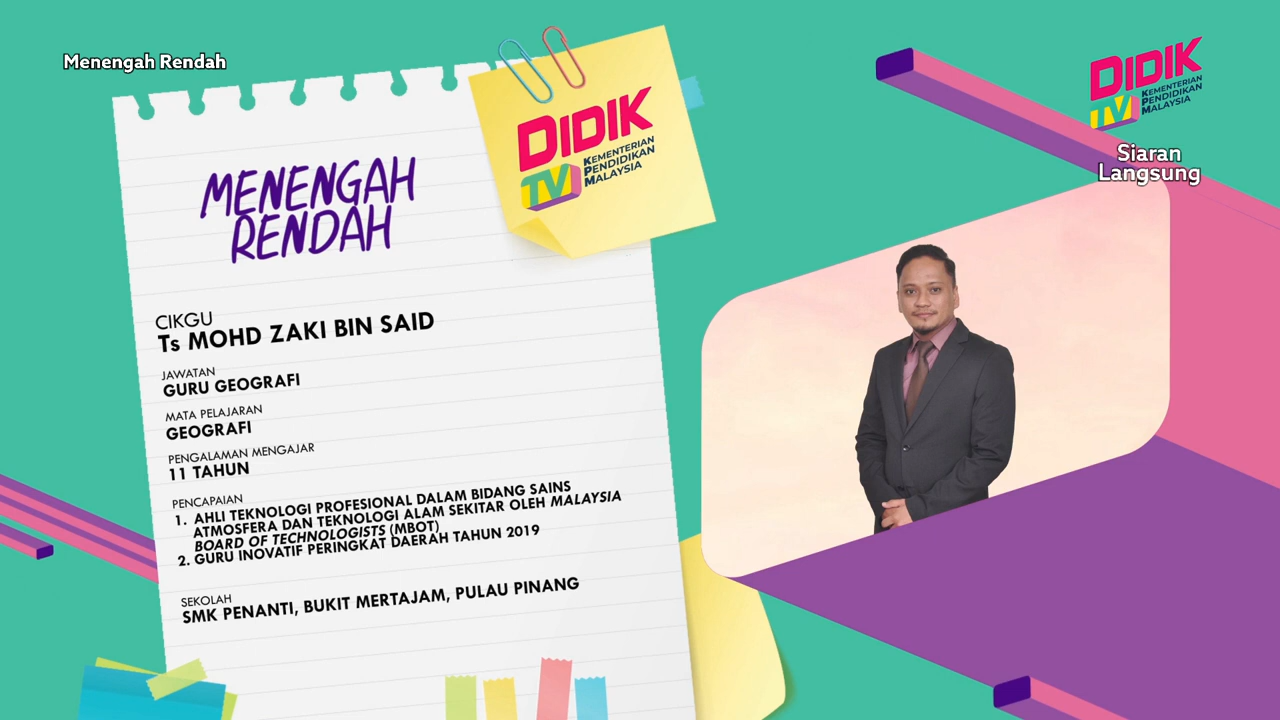 Menengah Rendah
DIDIK
TV
KEMENTERIAN
PENDIDIKAN
MALAYSIA
Siaran
Langsung
DIDIK
TV
KEMENTERIAN
PENDIDIKAN
MALAYSIA
MENENGAH
RENDAH
CIKGU
Ts MOHD ZAKI BIN SAID
JAWATAN
GURU GEOGRAFI
MATA PELAJARAN
GEOGRAFI
PENGALAMAN MENGAJAR
11 TAHUN
PENCAPAIAN
1. AHLI TEKNOLOGI PROFESIONAL DALAM BIDANG SAINS
ATMOSFERA DAN TEKNOLOGI ALAM SEKITAR OLEH MALAYSIA
BOARD OF TECHNOLOGISTS (MBOT)
2. GURU INOVATIF PERINGKAT DAERAH TAHUN 2019
SEKOLAH
SMK PENANTI, BUKIT MERTAJAM, PULAU PINANG